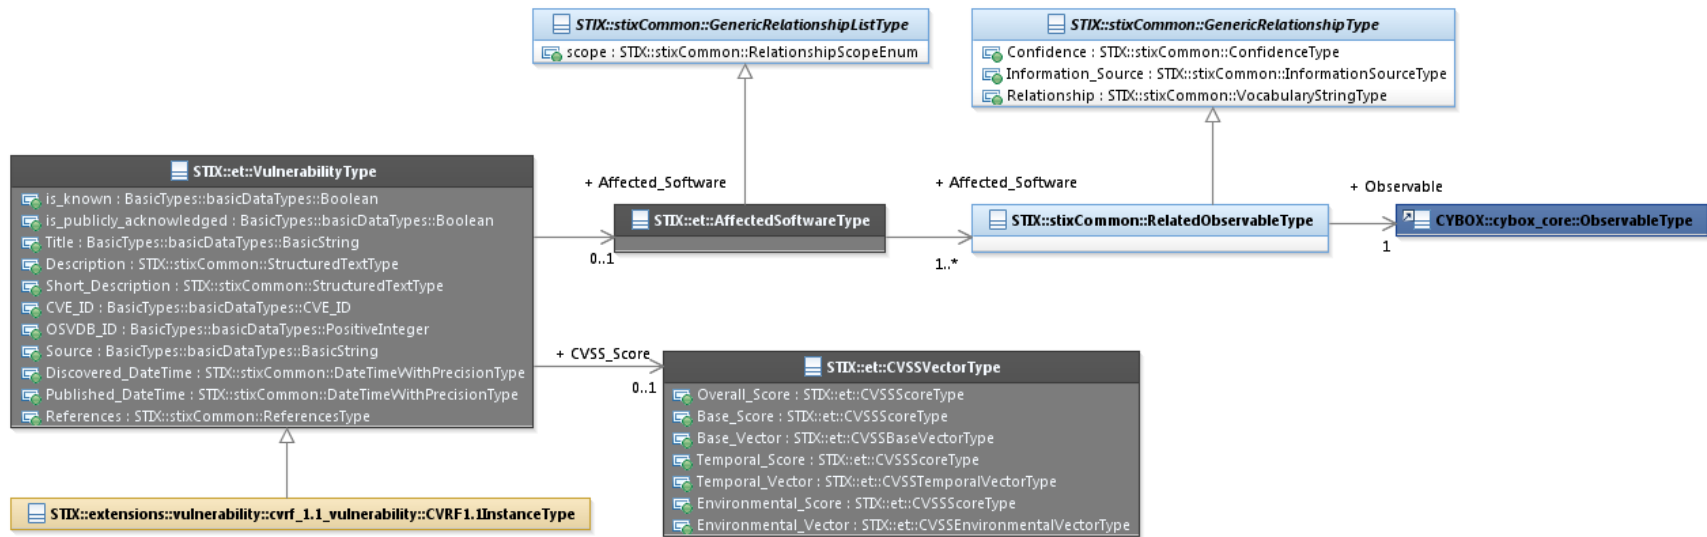 STIX::stixCommon::GenericRelationshipListType
scope : STIX::stixCommon::RelationshipScopeEnum
STIX::stixCommon::GenericRelationshipType
Confidence : STIX::stixCommon::ConfidenceType
Information_Source : STIX::stixCommon::InformationSourceType
Relationship : STIX::stixCommon::VocabularyStringType
STIX::et::VulnerabilityType
is_known : BasicTypes::basicDataTypes::Boolean
is_publicly_acknowledged : BasicTypes::basicDataTypes::Boolean
Title : BasicTypes::basicDataTypes::BasicString
Description : STIX::stixCommon::StructuredTextType
Short_Description : STIX::stixCommon::StructuredTextType
CVE_ID : BasicTypes::basicDataTypes::CVE_ID
OSVDB_ID : BasicTypes::basicDataTypes::PositiveInteger
Source : BasicTypes::basicDataTypes::BasicString
Discovered_DateTime : STIX::stixCommon::DateTimeWithPrecisionType
Published_DateTime : STIX::stixCommon::DateTimeWithPrecisionType
References : STIX::stixCommon::ReferencesType
+ Affected_Software
0..1
STIX::et::AffectedSoftwareType
+ Affected_Software
1..*
STIX::stixCommon::RelatedObservableType
+ Observable
1
CYBOX::cybox_core::ObservableType
+ CVSS_Score
0..1
STIX::et::CVSSVectorType
Overall_Score : STIX::et::CVSSScoreType
Base_Score : STIX::et::CVSSScoreType
Base_Vector : STIX::et::CVSSBaseVectorType
Temporal_Score : STIX::et::CVSSScoreType
Temporal_Vector : STIX::et::CVSSTemporalVectorType
Environmental_Score : STIX::et::CVSSScoreType
Environmental_Vector : STIX::et::CVSSEnvironmentalVectorType
STIX::extensions::vulnerability::cvrf_1.1_vulnerability::CVRF1.1InstanceType